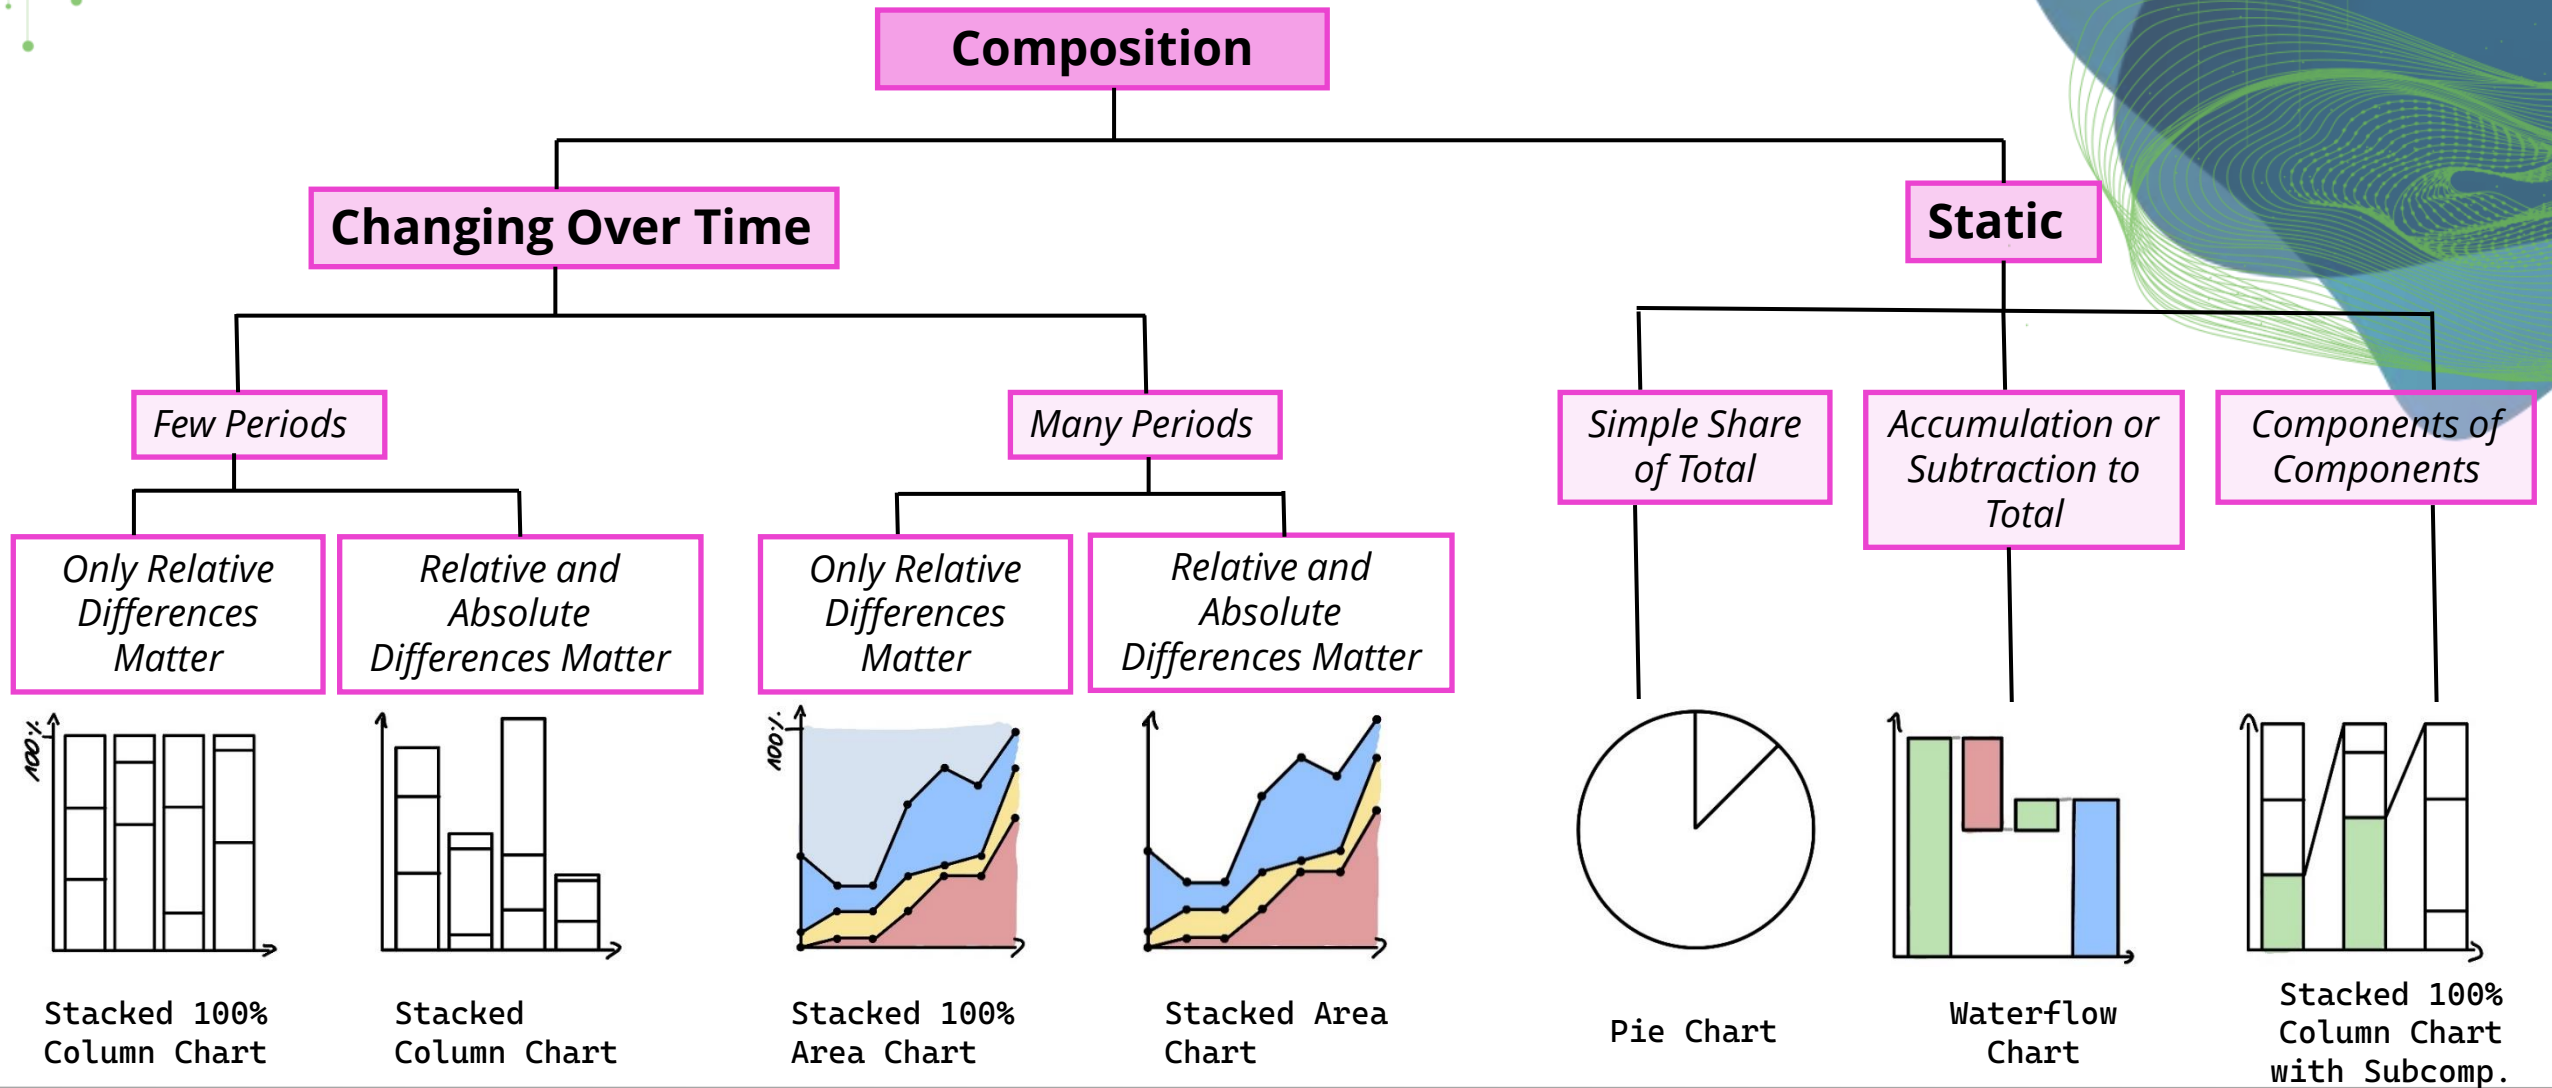 Composition
Changing Over Time
Static
Few Periods
Many Periods
Simple Share
of Total
Accumulation or
Subtraction to
Total
Components of
Components
Only Relative
Differences
Matter
Relative and
Absolute
Differences Matter
Only Relative
Differences
Matter
Relative and
Absolute
Differences Matter
100%
100%
Stacked 100%
Column Chart
Stacked
Column Chart
Stacked 100%
Area Chart
Stacked Area
Chart
Pie Chart
Waterflow
Chart
Stacked 100%
Column Chart
with Subcomp.